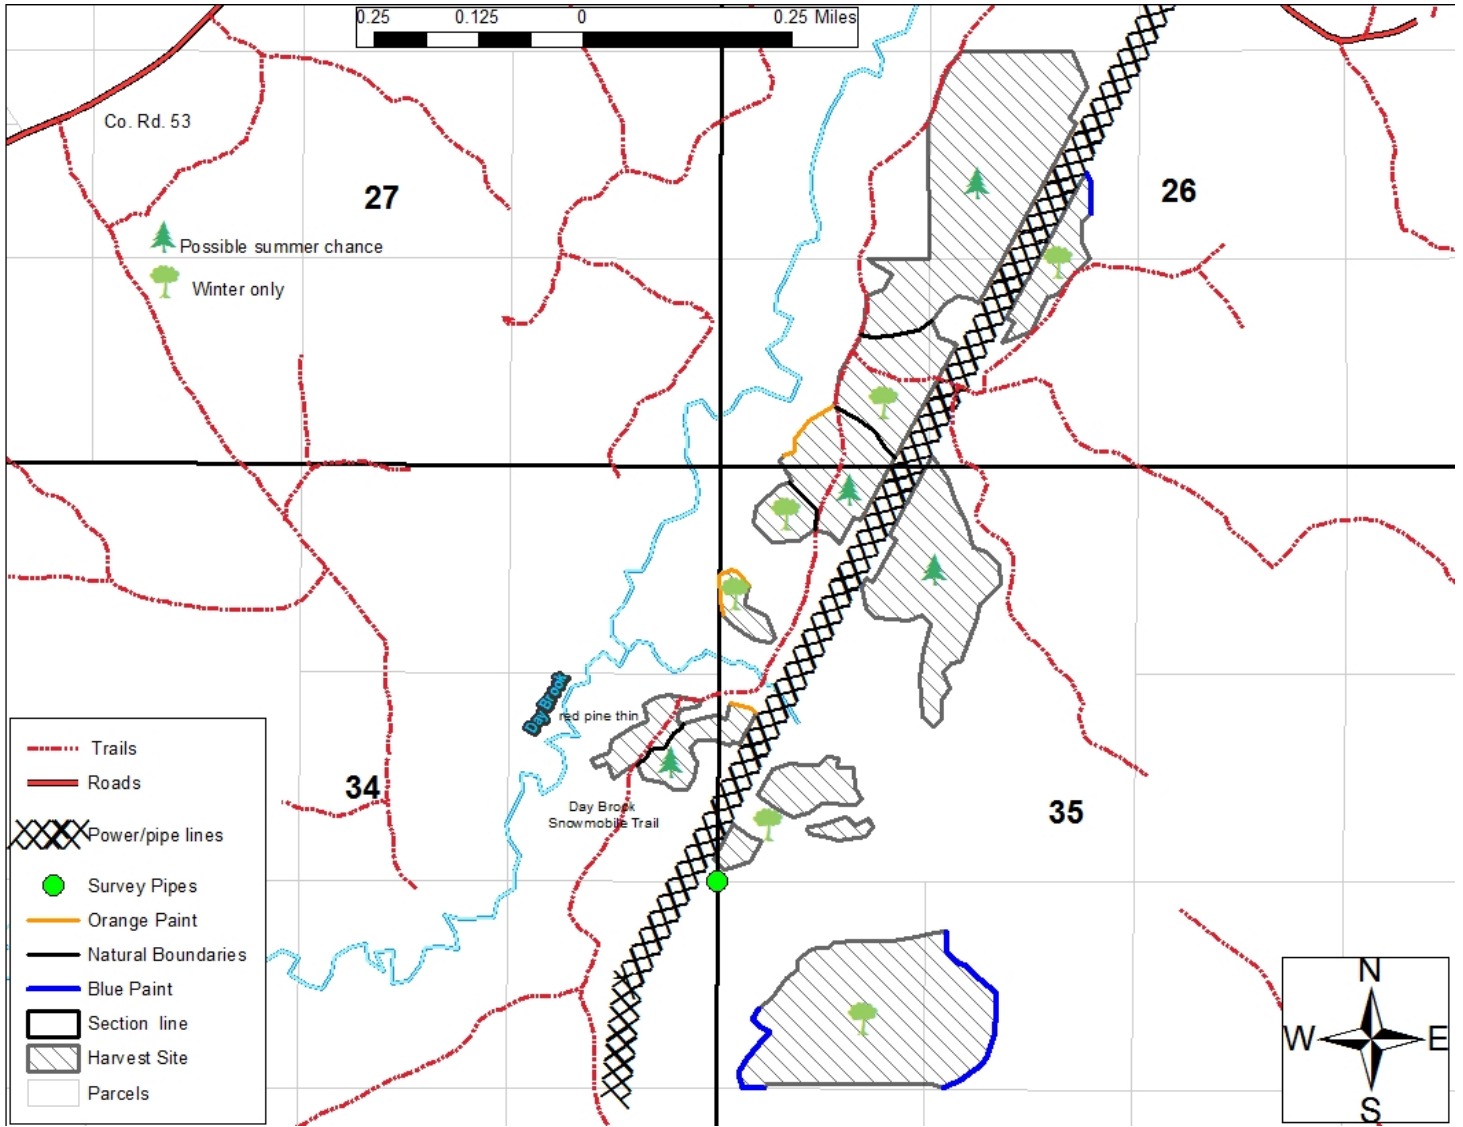 0.25 0.125 0 0.25 Miles
Co. Rd. 53
27
26
Possible summer chance
Winter only
Day Brook
red pine thin
34
Day Brook
Snowmobile Trail
35
Trails
Roads
Power/pipe lines
Survey Pipes
Orange Paint
Natural Boundaries
Blue Paint
Section line
Harvest Site
Parcels
N
W E
S